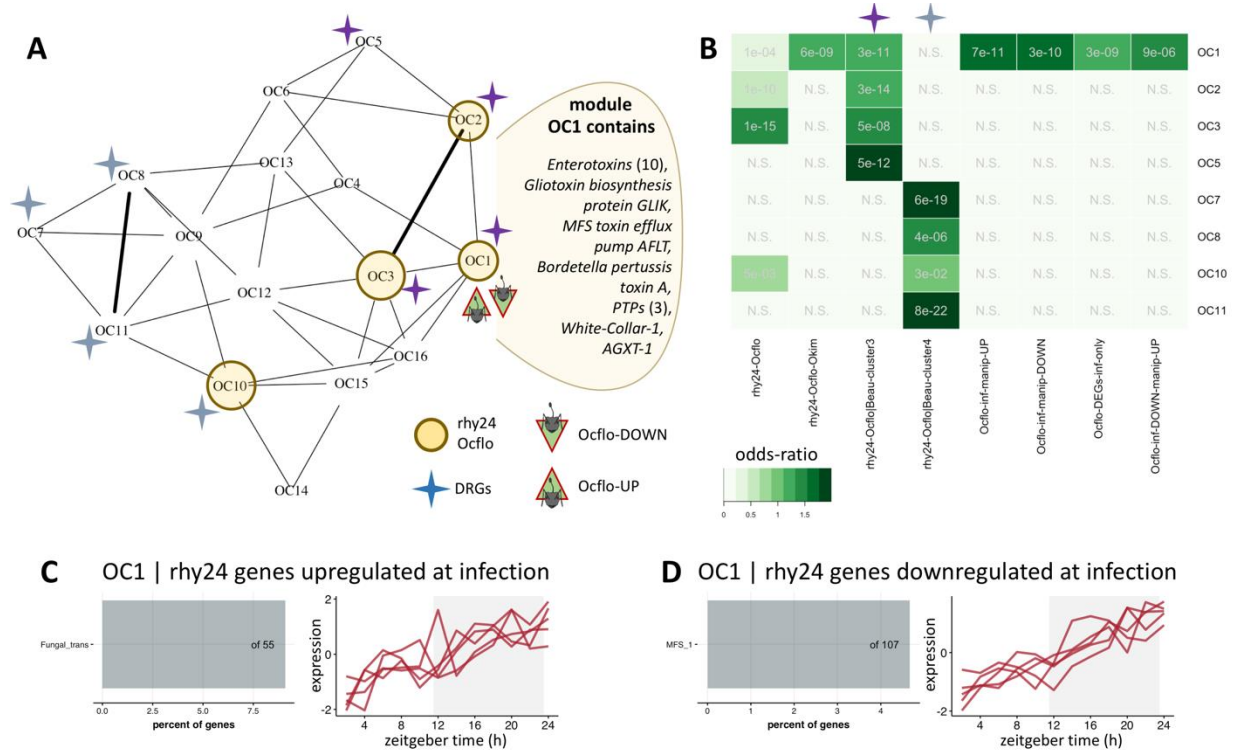 A
OC5
OC6
OC2
OC13
OC8
OC4
OC7
OC9
OC1
OC3
OC12
OC11
OC16
OC10
OC15
OC14
module
OC1 contains
Enterotoxins (10),
Gliotoxin biosynthesis
protein GLIK,
MFS toxin efflux
pump AFLT,
Bordetella pertussis
toxin A,
PTPs (3),
White-Collar-1,
AGXT-1
rhy24
Ocflo
Ocflo-DOWN
DRGs
Ocflo-UP
B
1e-04 6e-09 3e-11 N.S. 7e-11 3e-10 3e-09 9e-06 OC1
1e-10 N.S. 3e-14 N.S. N.S. N.S. N.S. N.S. OC2
1e-15 N.S. 5e-08 N.S. N.S. N.S. N.S. N.S. OC3
N.S. N.S. 5e-12 N.S. N.S. N.S. N.S. N.S. OC5
N.S. N.S. N.S. 6e-19 N.S. N.S. N.S. N.S. OC7
N.S. N.S. N.S. 4e-06 N.S. N.S. N.S. N.S. OC8
5e-03 N.S. N.S. 3e-02 N.S. N.S. N.S. N.S. OC10
N.S. N.S. N.S. 8e-22 N.S. N.S. N.S. N.S. OC11
rhy24-Ocflo
rhy24-Ocflo-Okim
rhy24-Ocflo|Beau-cluster3
rhy24-Ocflo|Beau-cluster4
Ocflo-inf-manip-UP
Ocflo-inf-manip-DOWN
Ocflo-DEGs-inf-only
Ocflo-inf-DOWN-manip-UP
odds-ratio
0 0.5 1 1.5
C OC1 | rhy24 genes upregulated at infection
Fungal_trans
of 55
0.0 2.5 5.0 7.5
percent of genes
expression
2
0
-2
4 8 12 16 20 24
zeitgeber time (h)
D OC1 | rhy24 genes downregulated at infection
MFS_1
of 107
0 1 2 3 4
percent of genes
expression
0
-2
4 8 12 16 20 24
zeitgeber time (h)